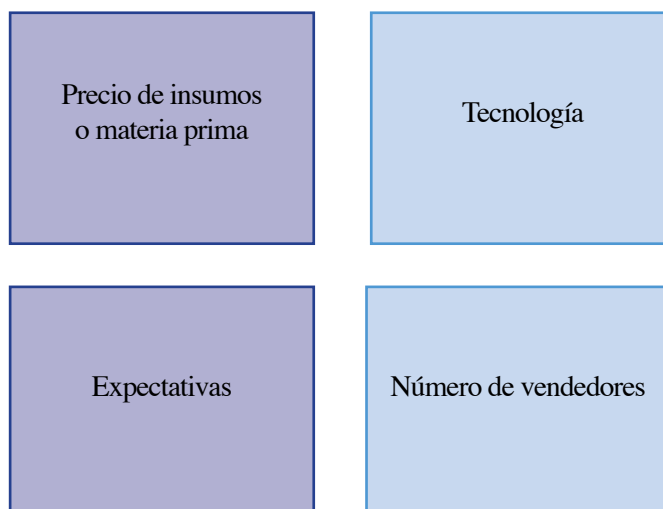 Precio de insumos
o materia prima
Tecnología
Expectativas
Número de vendedores